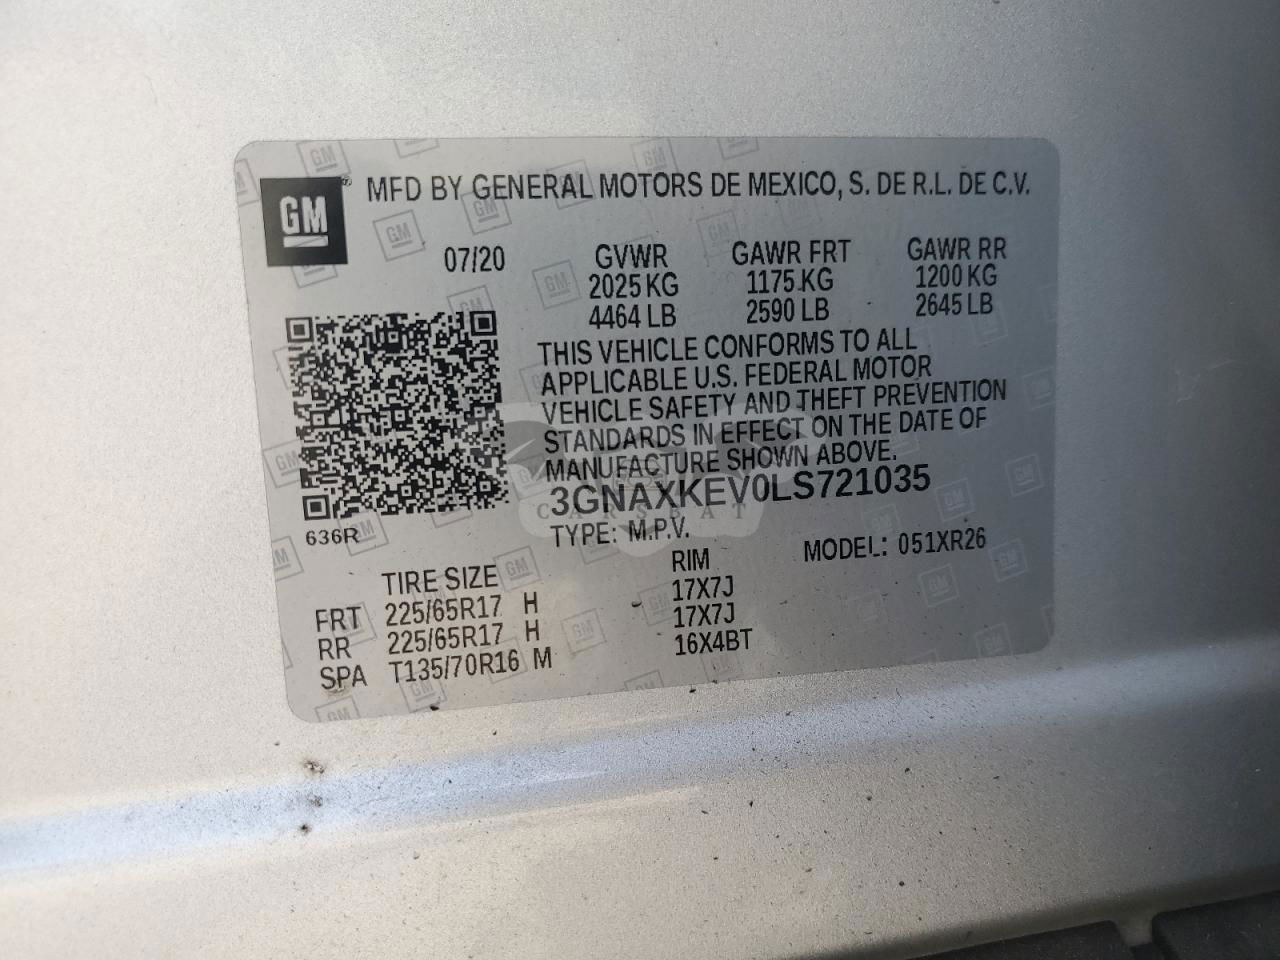 GM
MFD BY GENERAL MOTORS DE MEXICO, S. DE R.L. DE C.V.
07/20
GVWR GAWR FRT GAWR RR
2025 KG 1175 KG 1200 KG
4464 LB 2590 LB 2645 LB
THIS VEHICLE CONFORMS TO ALL
APPLICABLE U.S. FEDERAL MOTOR
VEHICLE SAFETY AND THEFT PREVENTION
STANDARDS IN EFFECT ON THE DATE OF
MANUFACTURE SHOWN ABOVE.
3GNAXKEV0LS721035
CARSBAT
636R
TYPE: M.P.V.
MODEL: 051XR26
TIRE SIZE RIM
FRT 225/65R17 H 17X7J
RR 225/65R17 H 17X7J
SPA T135/70R16 M 16X4BT